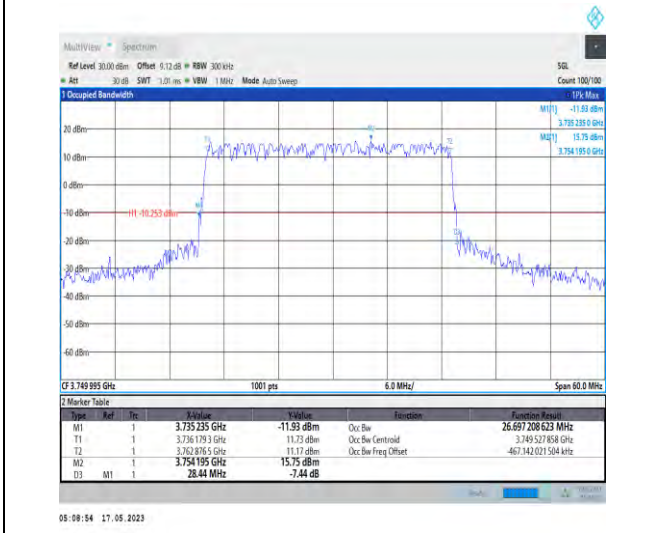 MultiView Spectrum
Ref Level 30.00 dBm Offset 9.12 dB RBW 300 kHz SGL
Att 30 dB SWT 1.01 ms VBW 1 MHz Mode Auto Sweep Count 100/100
1 Occupied Bandwidth 1Pk Max
M1[1] -11.93 dBm
3.735 235 0 GHz
M2[1] 15.75 dBm
3.754 195 0 GHz
20 dBm
10 dBm
0 dBm
-10 dBm
H1 -10.253 dBm
-20 dBm
-30 dBm
-40 dBm
-50 dBm
-60 dBm
T1
M2
T2
M1
D3
CF 3.749 995 GHz 1001 pts 6.0 MHz/ Span 60.0 MHz
2 Marker Table
Type Ref Trc X-Value Y-Value Function Function Result
M1 1 3.735 235 GHz -11.93 dBm Occ Bw 26.697 208 623 MHz
T1 1 3.736 179 3 GHz 11.73 dBm Occ Bw Centroid 3.749 527 858 GHz
T2 1 3.762 876 5 GHz 11.17 dBm Occ Bw Freq Offset -467.142 021 504 kHz
M2 1 3.754 195 GHz 15.75 dBm
D3 M1 1 28.44 MHz -7.44 dB
05:08:54 17.05.2023